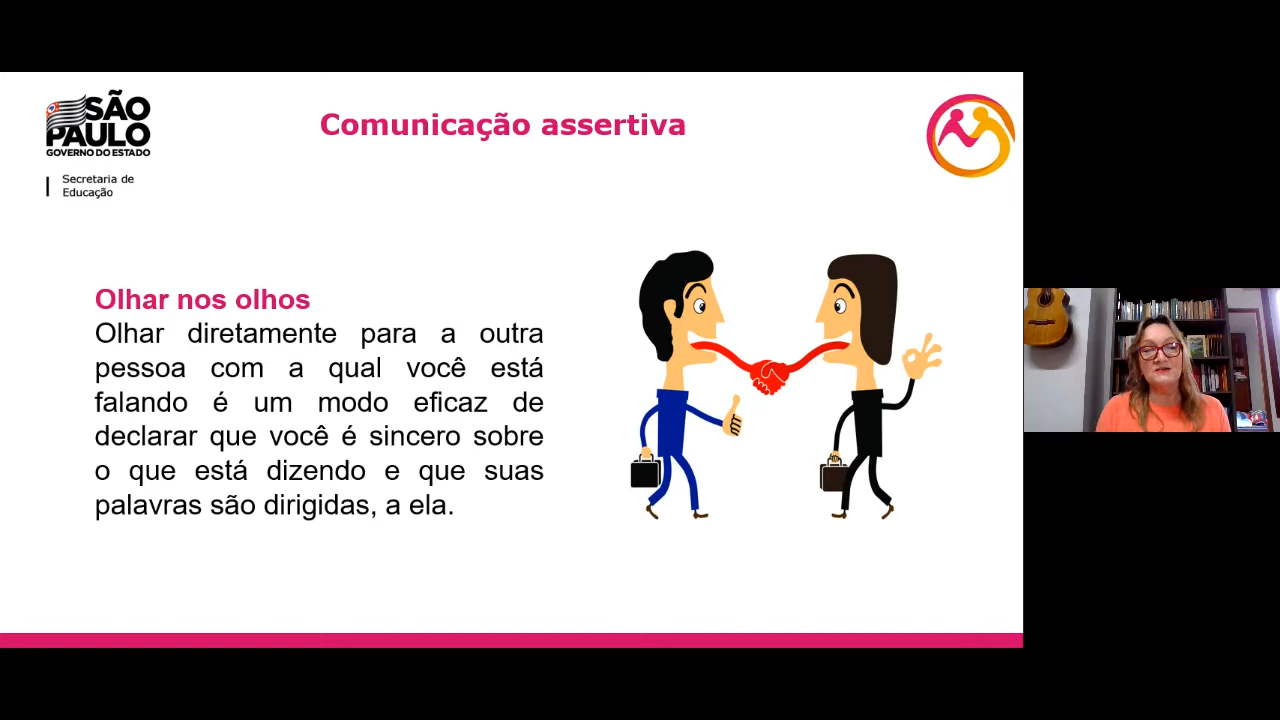 SÃO
PAULO
GOVERNO DO ESTADO
Secretaria de
Educação
Comunicação assertiva
Olhar nos olhos
Olhar diretamente para a outra
pessoa com a qual você está
falando é um modo eficaz de
declarar que você é sincero sobre
o que está dizendo e que suas
palavras são dirigidas, a ela.